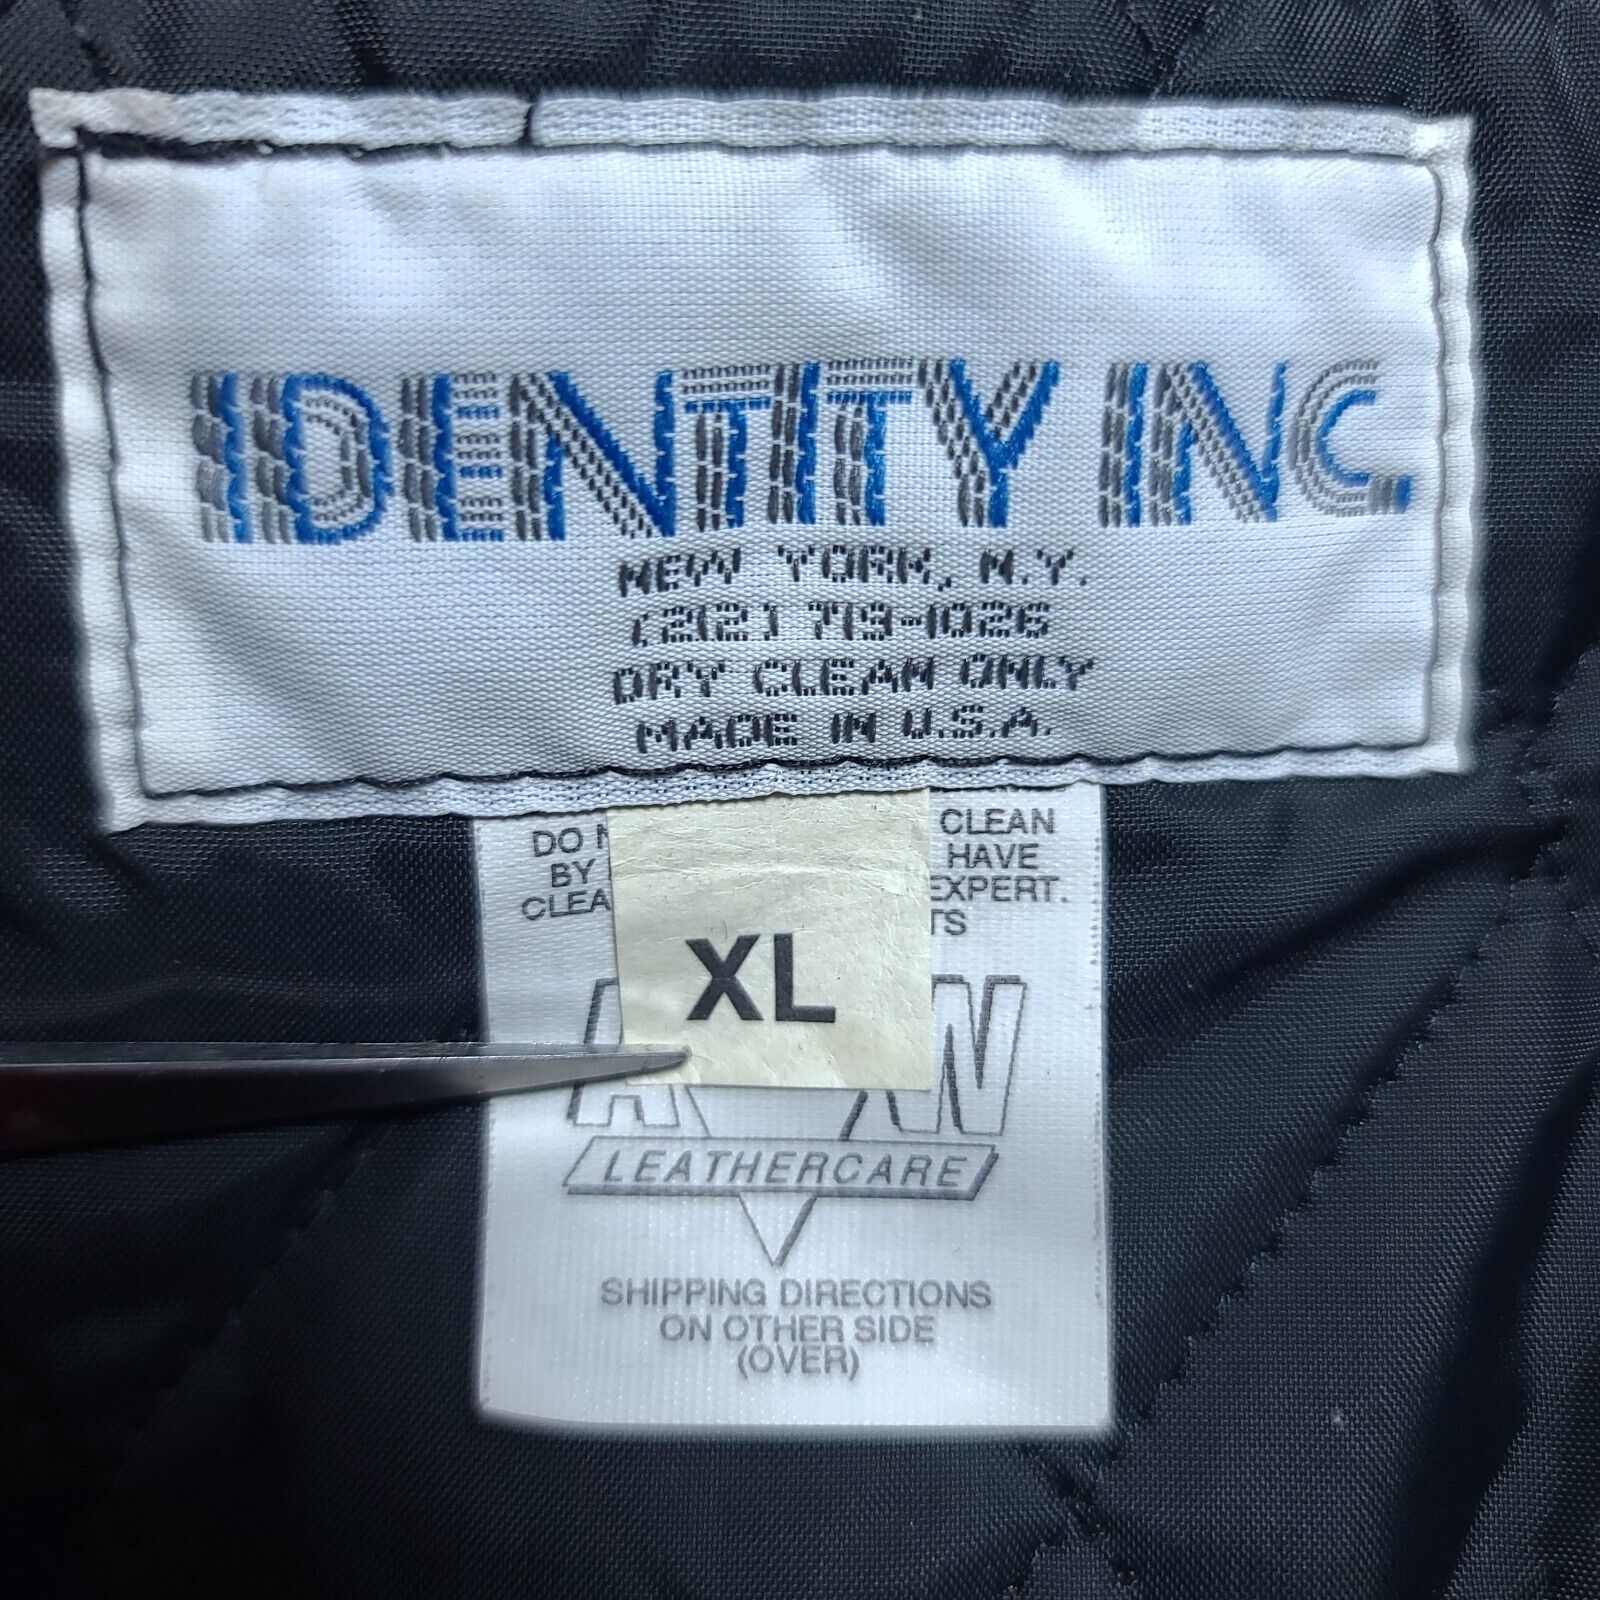 IDENTITY INC.
NEW YORK, N.Y.
(212) 719-1026
DRY CLEAN ONLY
MADE IN U.S.A.
DO CLEAN
BY HAVE
EXPERT.
XL
LEATHERCARE
SHIPPING DIRECTIONS
ON OTHER SIDE
(OVER)